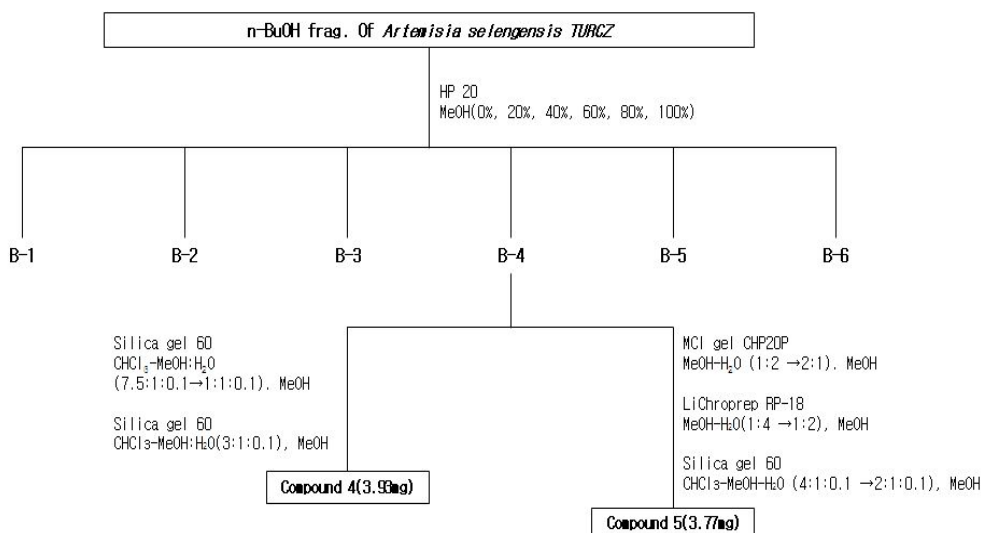 n-BuOH frag. Of Artemisia selengensis TURCZ
HP 20
MeOH(0%, 20%, 40%, 60%, 80%, 100%)
B-1
B-2
B-3
B-4
B-5
B-6
Silica gel 60
CHCl₃-MeOH:H₂O
(7.5:1:0.1→1:1:0.1). MeOH
Silica gel 60
CHCl₃-MeOH:H₂O(3:1:0.1), MeOH
Compound 4(3.93mg)
MCI gel CHP20P
MeOH-H₂O (1:2 →2:1). MeOH
LiChroprep RP-18
MeOH-H₂O(1:4 →1:2), MeOH
Silica gel 60
CHCl₃-MeOH-H₂O (4:1:0.1 →2:1:0.1), MeOH
Compound 5(3.77mg)